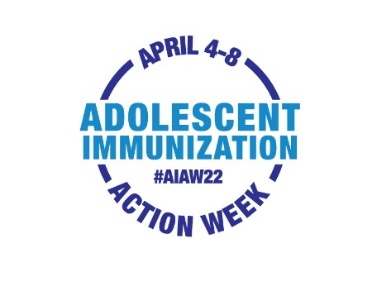 APRIL 4-8
ADOLESCENT
IMMUNIZATION
#AIAW22
ACTION WEEK